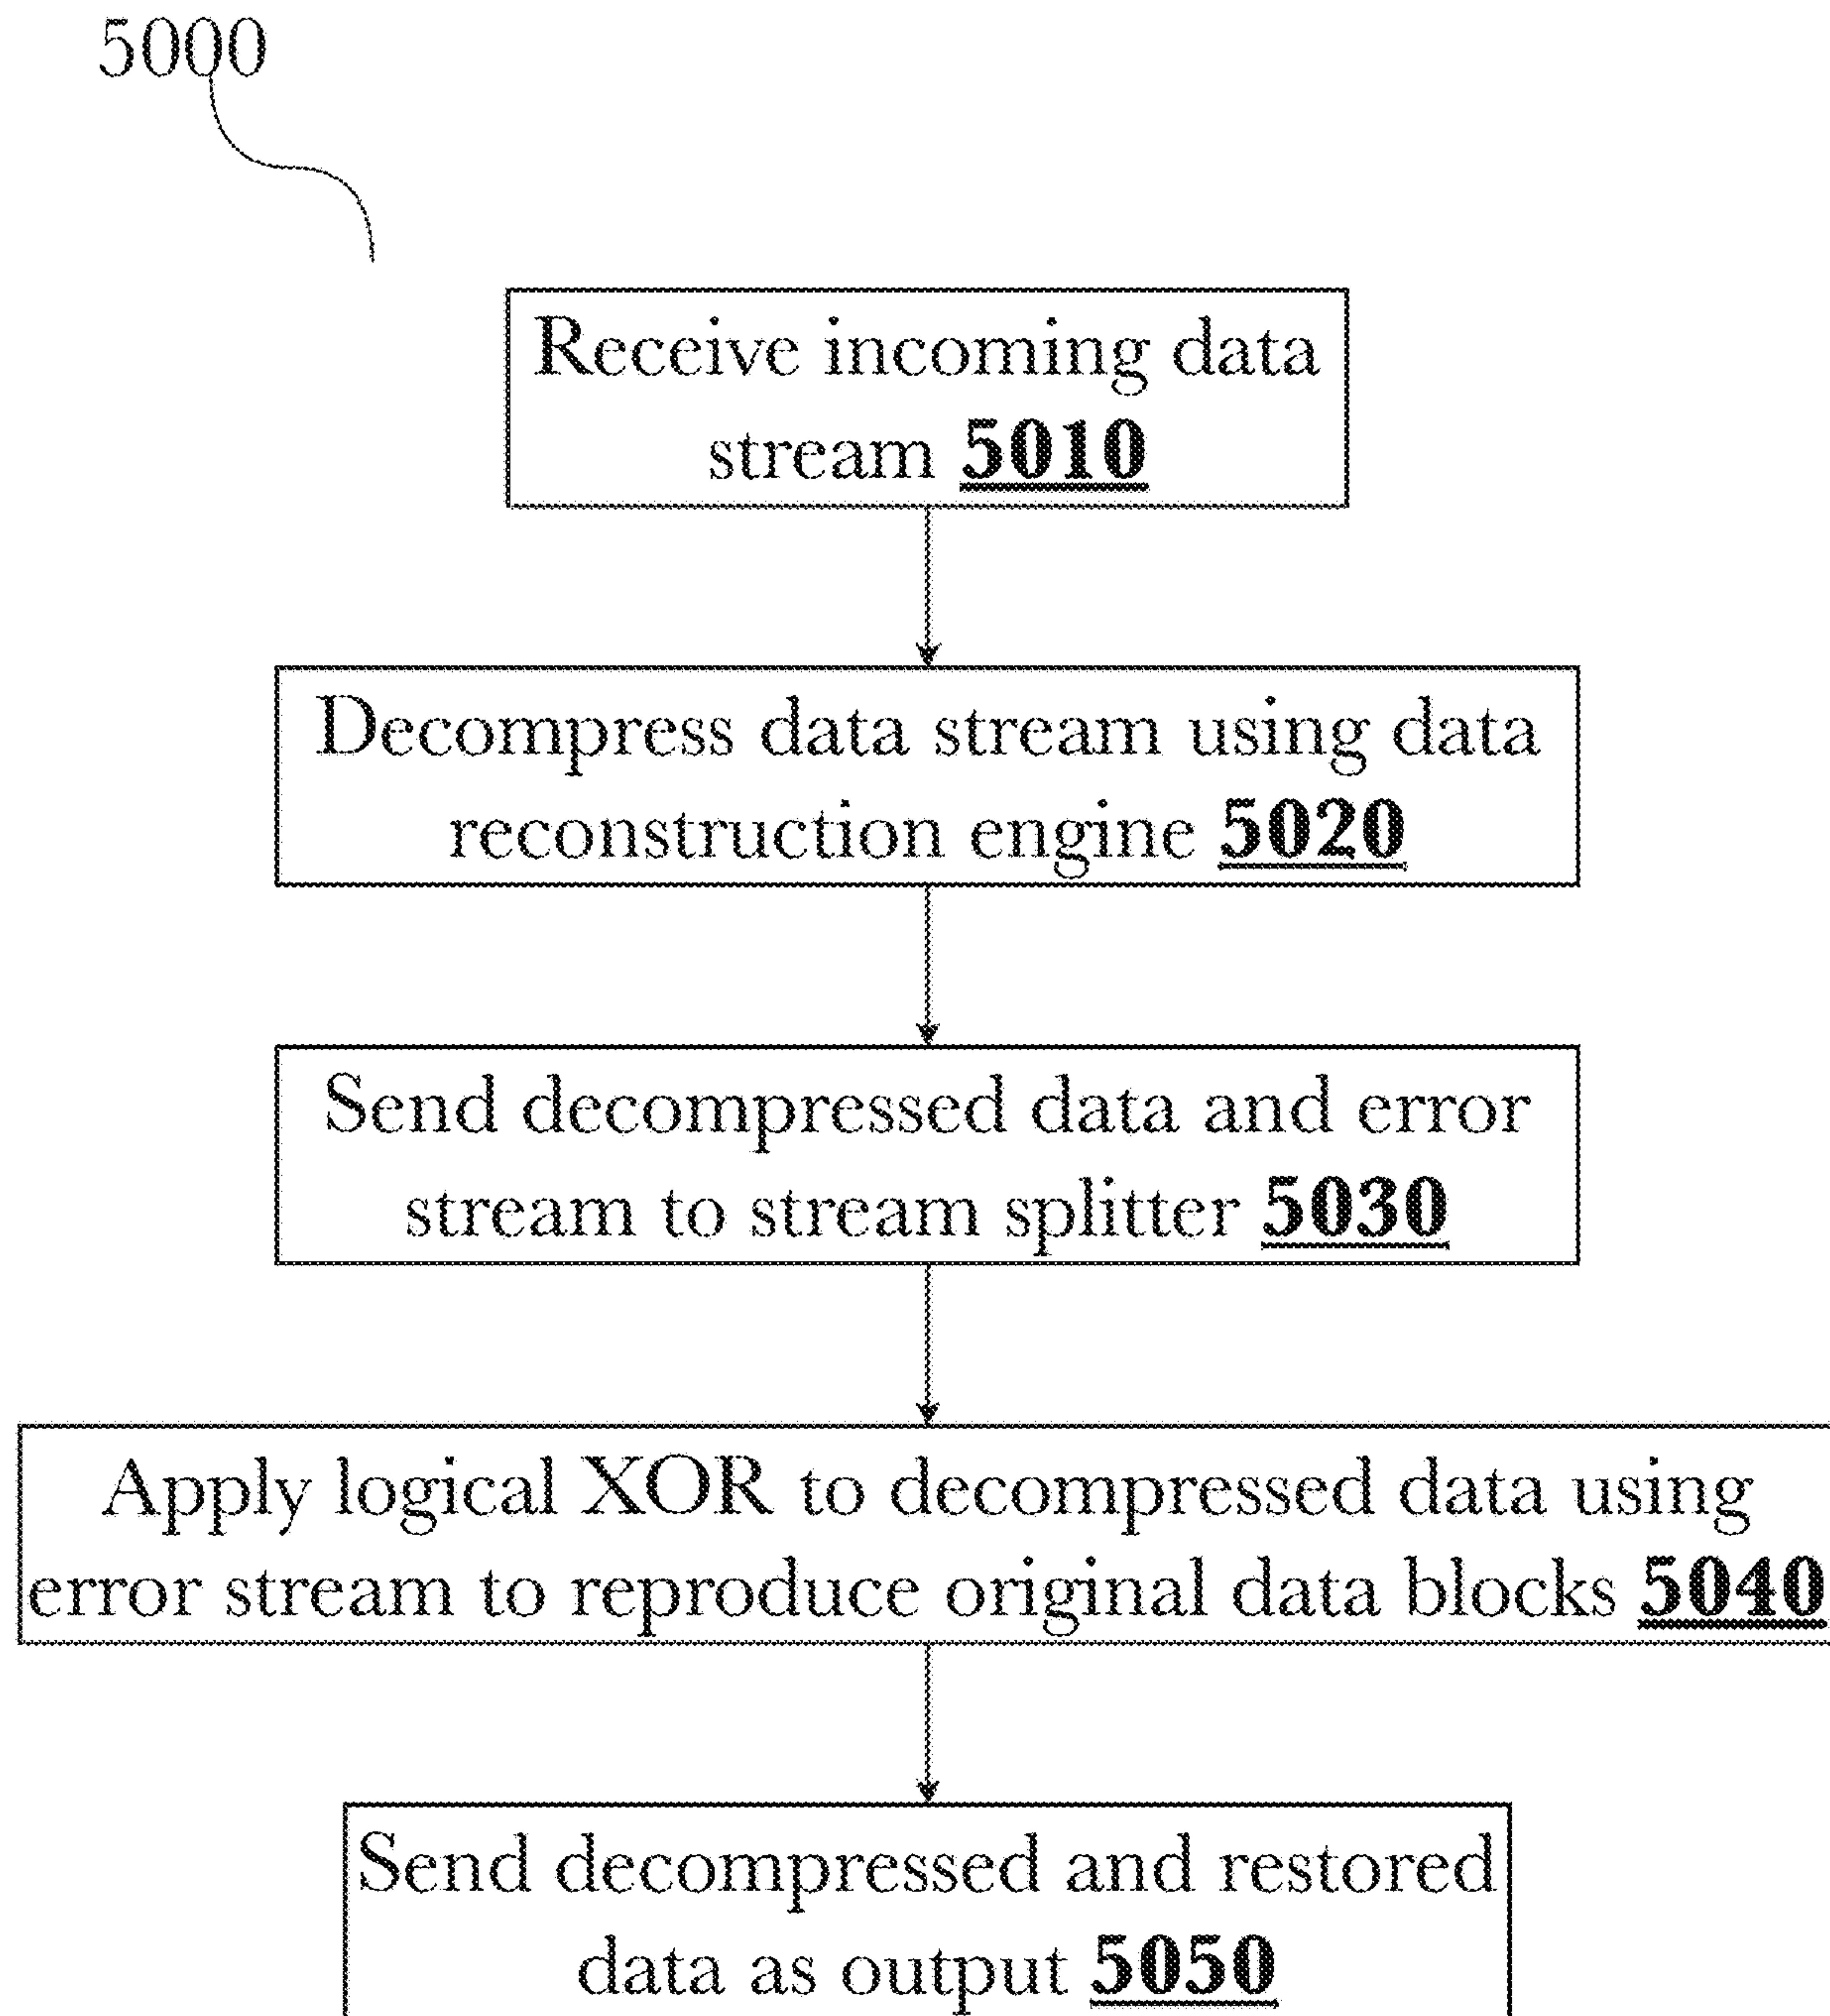 5000
Receive incoming data
stream 5010
Decompress data stream using data
reconstruction engine 5020
Send decompressed data and error
stream to stream splitter 5030
Apply logical XOR to decompressed data using
error stream to reproduce original data blocks 5040
Send decompressed and restored
data as output 5050